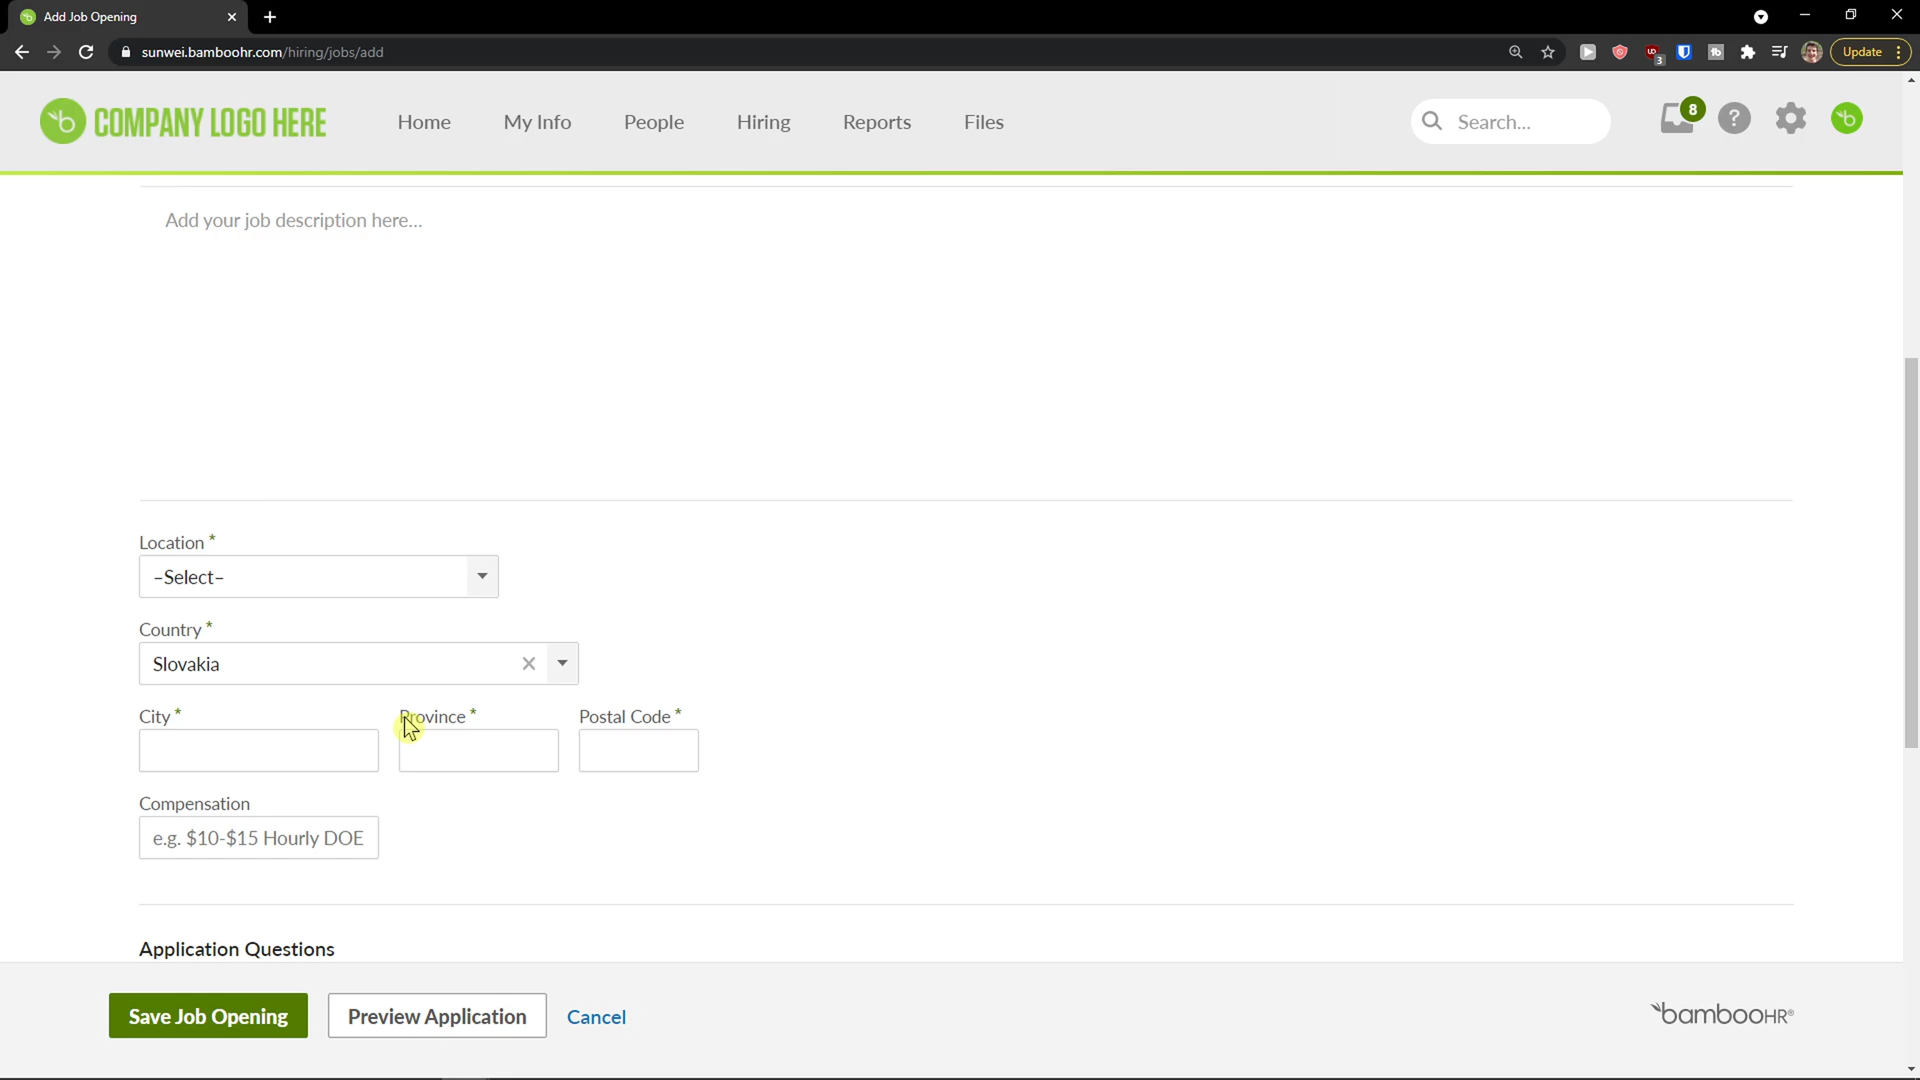 Add Job Opening
sunwei.bamboohr.com/hiring/jobs/add
3
Update
COMPANY LOGO HERE
Home
My Info
People
Hiring
Reports
Files
Search...
8
?
Add your job description here...
Location *
–Select–
Country *
Slovakia
City *
Province *
Postal Code *
Compensation
e.g. $10-$15 Hourly DOE
Application Questions
Save Job Opening
Preview Application
Cancel
bambooHR®